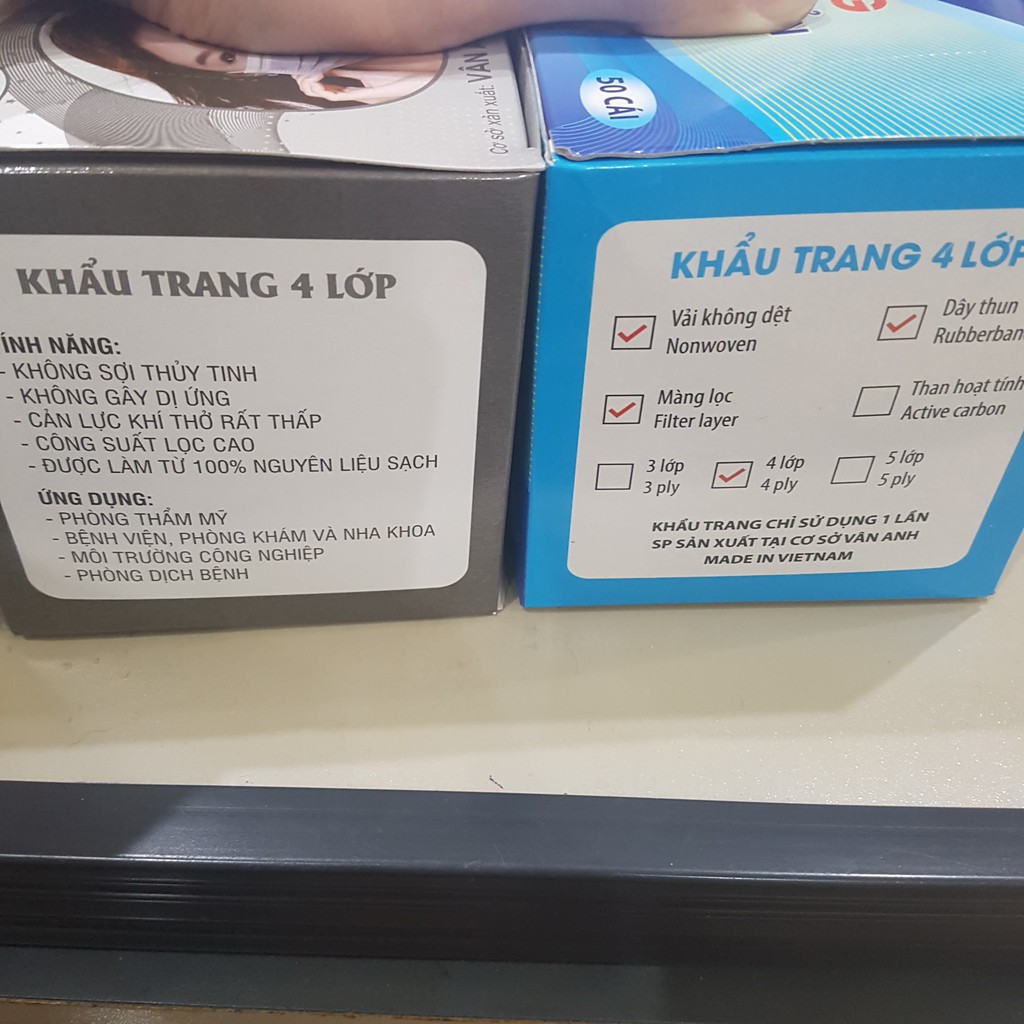 Cơ sở sản xuất: VÂN
KHẨU TRANG 4 LỚP
ÍNH NĂNG:
- KHÔNG SỢI THỦY TINH
- KHÔNG GÂY DỊ ỨNG
- CẢN LỰC KHÍ THỞ RẤT THẤP
- CÔNG SUẤT LỌC CAO
- ĐƯỢC LÀM TỪ 100% NGUYÊN LIỆU SẠCH
ỨNG DỤNG:
- PHÒNG THẨM MỸ
- BỆNH VIỆN, PHÒNG KHÁM VÀ NHA KHOA
- MÔI TRƯỜNG CÔNG NGHIỆP
- PHÒNG DỊCH BỆNH
50 CÁI
KHẨU TRANG 4 LỚP
Vải không dệt
Nonwoven
Dây thun
Rubberban
Màng lọc
Filter layer
Than hoạt tính
Active carbon
3 lớp
3 ply
4 lớp
4 ply
5 lớp
5 ply
KHẨU TRANG CHỈ SỬ DỤNG 1 LẦN
SP SẢN XUẤT TẠI CƠ SỞ VÂN ANH
MADE IN VIETNAM